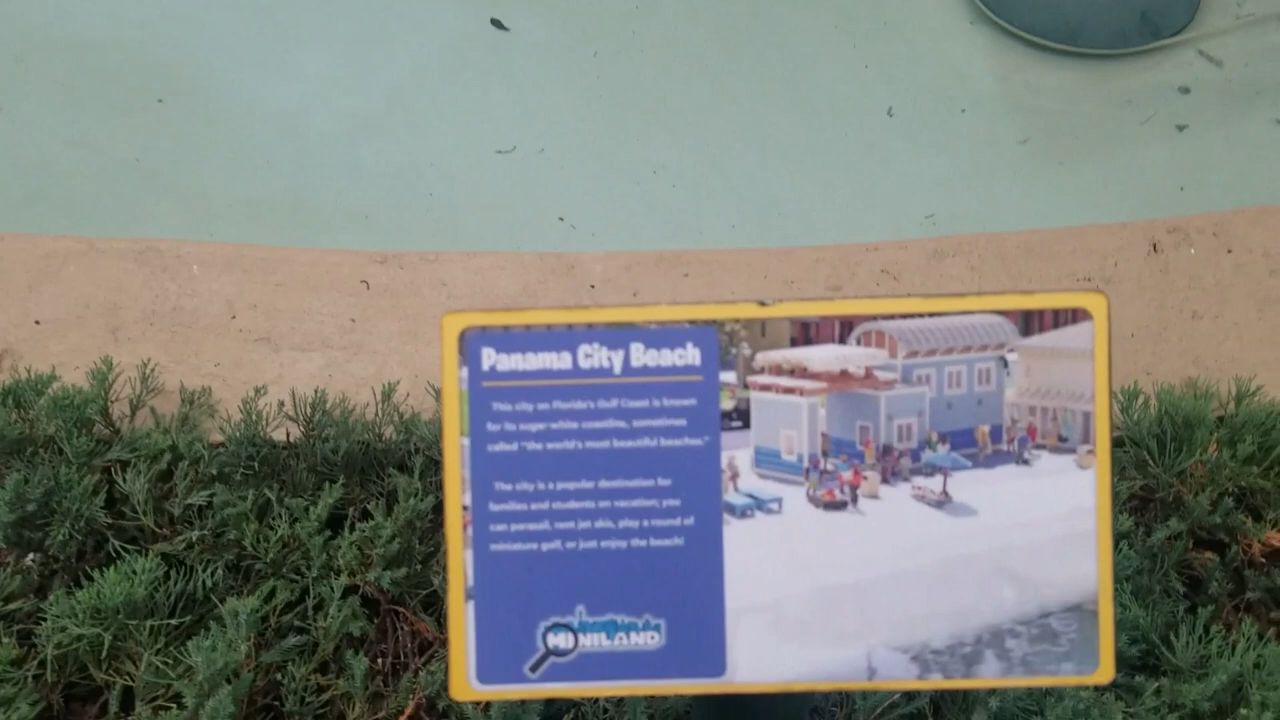 Panama City Beach
This city on Florida's Gulf Coast is known
for its sugar-white coastline, sometimes
called "the world's most beautiful beaches."
The city is a popular destination for
families and students on vacation; you
can parasail, rent jet skis, play a round of
miniature golf, or just enjoy the beach!
MINILAND